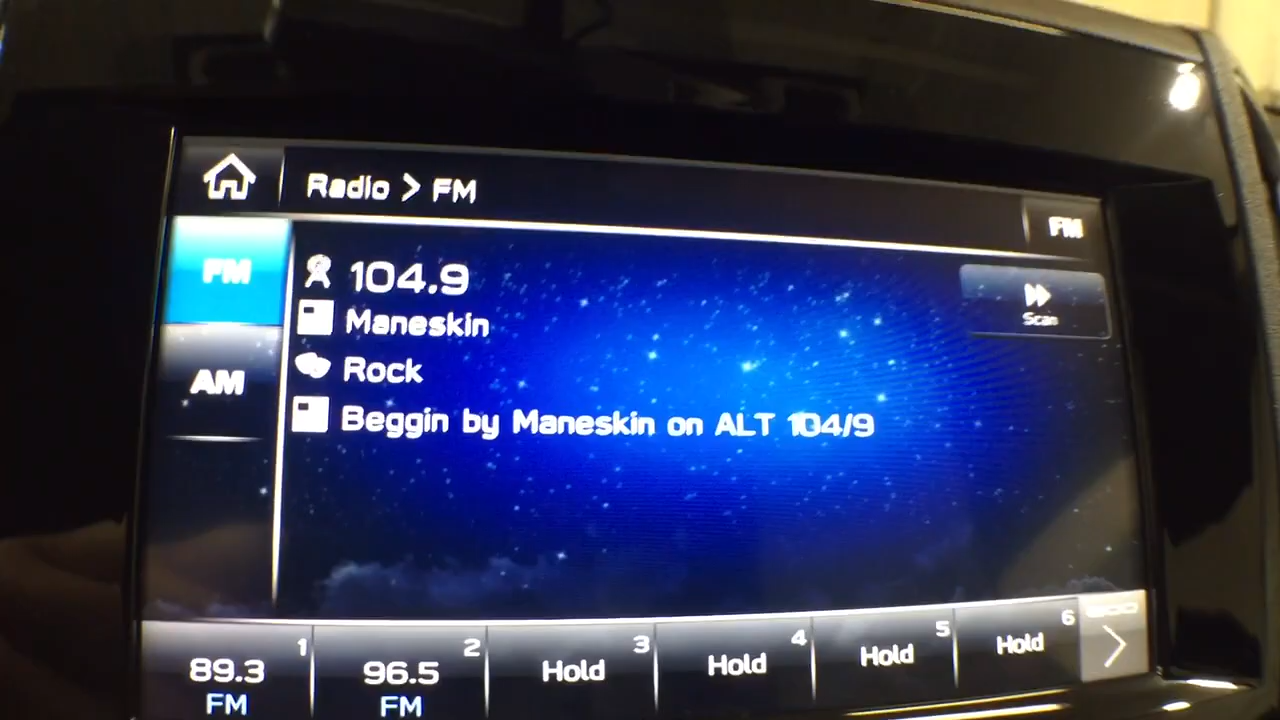 Radio > FM
FM
FM
104.9
Scan
Maneskin
AM
Rock
Beggin by Maneskin on ALT 104/9
1
2
3
4
5
6
89.3
FM
96.5
FM
Hold
Hold
Hold
Hold